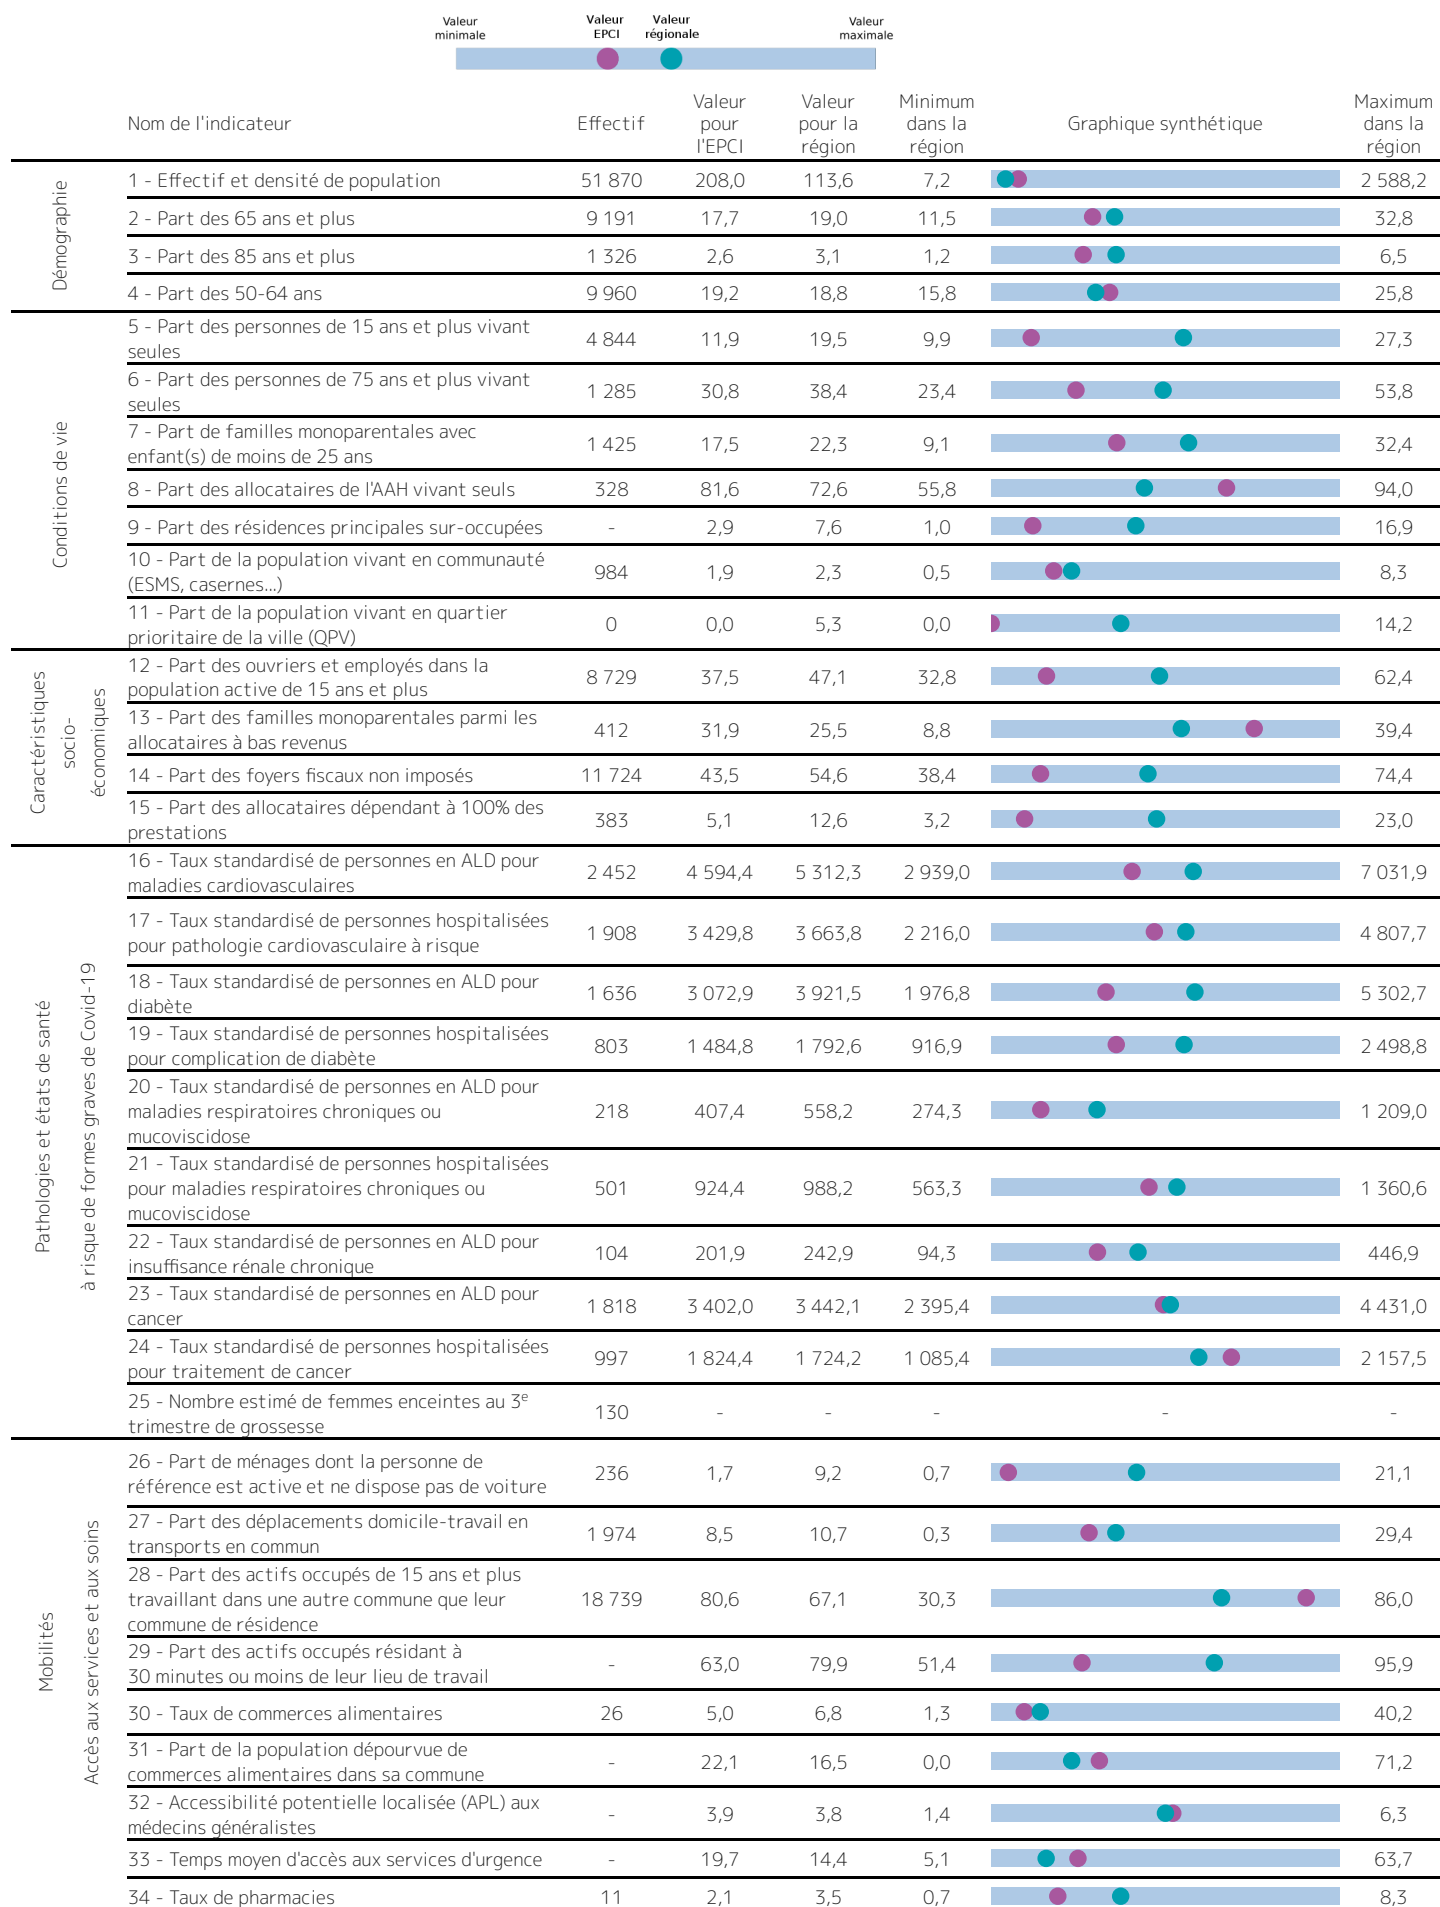 Valeur minimale
Valeur EPCI
Valeur régionale
Valeur maximale
Nom de l'indicateur
Effectif
Valeur pour l'EPCI
Valeur pour la région
Minimum dans la région
Graphique synthétique
Maximum dans la région
Démographie
1 - Effectif et densité de population 51 870 208,0 113,6 7,2 2 588,2
2 - Part des 65 ans et plus 9 191 17,7 19,0 11,5 32,8
3 - Part des 85 ans et plus 1 326 2,6 3,1 1,2 6,5
4 - Part des 50-64 ans 9 960 19,2 18,8 15,8 25,8
Conditions de vie
5 - Part des personnes de 15 ans et plus vivant
seules 4 844 11,9 19,5 9,9 27,3
6 - Part des personnes de 75 ans et plus vivant
seules 1 285 30,8 38,4 23,4 53,8
7 - Part de familles monoparentales avec
enfant(s) de moins de 25 ans 1 425 17,5 22,3 9,1 32,4
8 - Part des allocataires de l'AAH vivant seuls 328 81,6 72,6 55,8 94,0
9 - Part des résidences principales sur-occupées - 2,9 7,6 1,0 16,9
10 - Part de la population vivant en communauté
(ESMS, casernes...) 984 1,9 2,3 0,5 8,3
11 - Part de la population vivant en quartier
prioritaire de la ville (QPV) 0 0,0 5,3 0,0 14,2
Caractéristiques
socio-
économiques
12 - Part des ouvriers et employés dans la
population active de 15 ans et plus 8 729 37,5 47,1 32,8 62,4
13 - Part des familles monoparentales parmi les
allocataires à bas revenus 412 31,9 25,5 8,8 39,4
14 - Part des foyers fiscaux non imposés 11 724 43,5 54,6 38,4 74,4
15 - Part des allocataires dépendant à 100% des
prestations 383 5,1 12,6 3,2 23,0
Pathologies et états de santé
à risque de formes graves de Covid-19
16 - Taux standardisé de personnes en ALD pour
maladies cardiovasculaires 2 452 4 594,4 5 312,3 2 939,0 7 031,9
17 - Taux standardisé de personnes hospitalisées
pour pathologie cardiovasculaire à risque 1 908 3 429,8 3 663,8 2 216,0 4 807,7
18 - Taux standardisé de personnes en ALD pour
diabète 1 636 3 072,9 3 921,5 1 976,8 5 302,7
19 - Taux standardisé de personnes hospitalisées
pour complication de diabète 803 1 484,8 1 792,6 916,9 2 498,8
20 - Taux standardisé de personnes en ALD pour
maladies respiratoires chroniques ou 218 407,4 558,2 274,3 1 209,0
mucoviscidose
21 - Taux standardisé de personnes hospitalisées
pour maladies respiratoires chroniques ou 501 924,4 988,2 563,3 1 360,6
mucoviscidose
22 - Taux standardisé de personnes en ALD pour
insuffisance rénale chronique 104 201,9 242,9 94,3 446,9
23 - Taux standardisé de personnes en ALD pour
cancer 1 818 3 402,0 3 442,1 2 395,4 4 431,0
24 - Taux standardisé de personnes hospitalisées
pour traitement de cancer 997 1 824,4 1 724,2 1 085,4 2 157,5
25 - Nombre estimé de femmes enceintes au 3e
trimestre de grossesse 130 - - - - -
Mobilités
Accès aux services et aux soins
26 - Part de ménages dont la personne de
référence est active et ne dispose pas de voiture 236 1,7 9,2 0,7 21,1
27 - Part des déplacements domicile-travail en
transports en commun 1 974 8,5 10,7 0,3 29,4
28 - Part des actifs occupés de 15 ans et plus
travaillant dans une autre commune que leur 18 739 80,6 67,1 30,3 86,0
commune de résidence
29 - Part des actifs occupés résidant à
30 minutes ou moins de leur lieu de travail - 63,0 79,9 51,4 95,9
30 - Taux de commerces alimentaires 26 5,0 6,8 1,3 40,2
31 - Part de la population dépourvue de
commerces alimentaires dans sa commune - 22,1 16,5 0,0 71,2
32 - Accessibilité potentielle localisée (APL) aux
médecins généralistes - 3,9 3,8 1,4 6,3
33 - Temps moyen d'accès aux services d'urgence - 19,7 14,4 5,1 63,7
34 - Taux de pharmacies 11 2,1 3,5 0,7 8,3